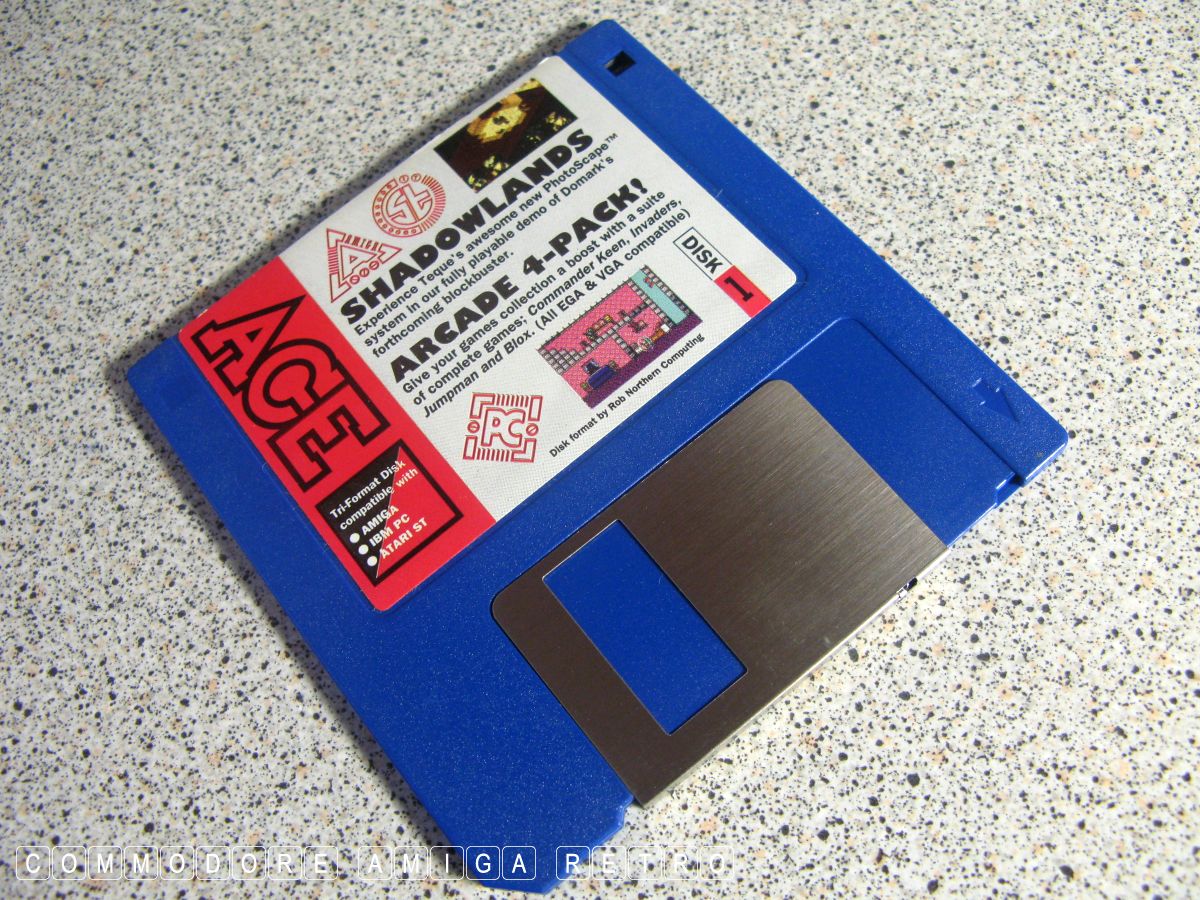 AMIGA
A
ST
SL
SHADOWLANDS
Experience Teque's awesome new PhotoScape™
system in our fully playable demo of Domark's
forthcoming blockbuster.
ARCADE 4-PACK!
Give your games collection a boost with a suite
of complete games; Commander Keen, Invaders,
Jumpman and Blox (All EGA & VGA compatible)
DISK 1
PC
Disk format by Rob Northern Computing
ACE
Tri-Format Disk
compatible with
● AMIGA
● IBM PC
● ATARI ST
COMMODORE AMIGA RETRO